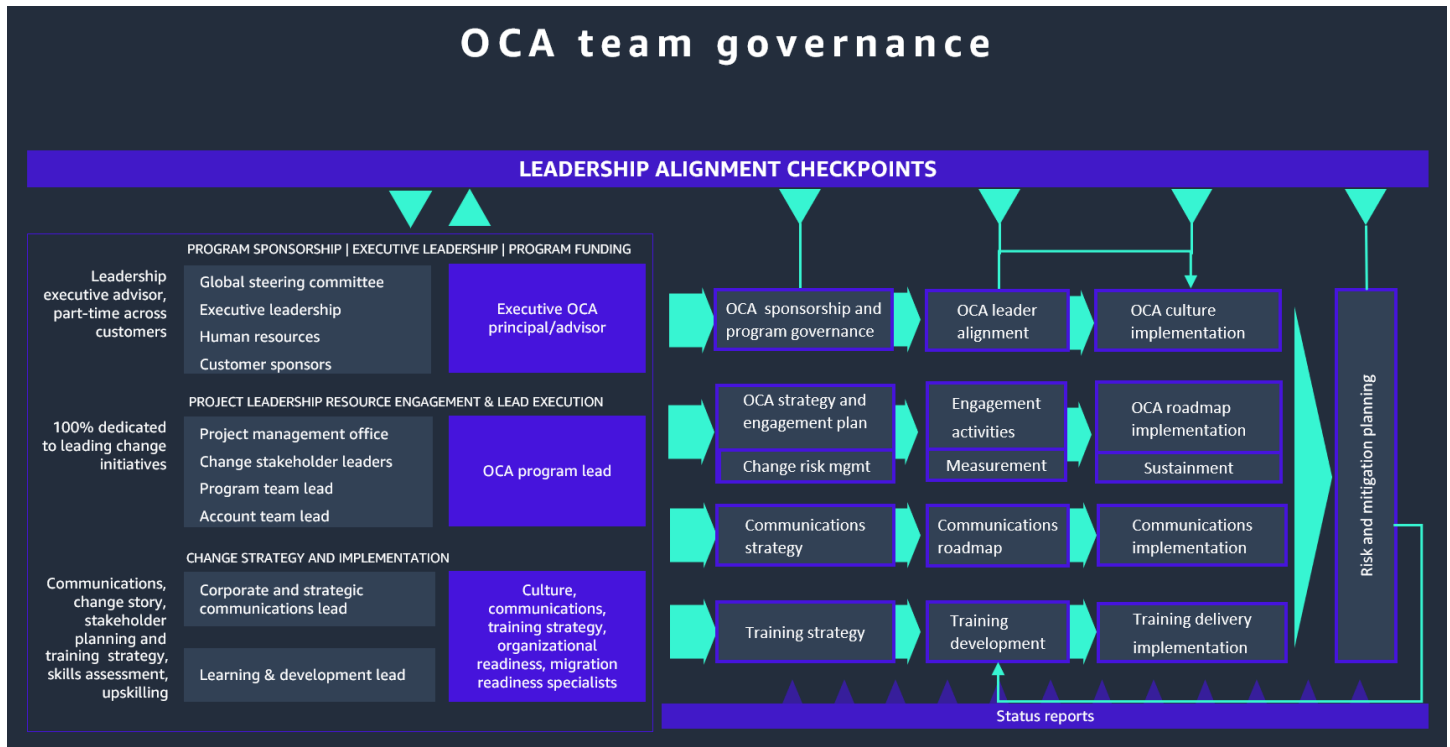 OCA team governance
LEADERSHIP ALIGNMENT CHECKPOINTS
PROGRAM SPONSORSHIP | EXECUTIVE LEADERSHIP | PROGRAM FUNDING
Leadership
executive advisor,
part-time across
customers
Global steering committee
Executive leadership
Human resources
Customer sponsors
Executive OCA
principal/advisor
PROJECT LEADERSHIP RESOURCE ENGAGEMENT & LEAD EXECUTION
100% dedicated
to leading change
initiatives
Project management office
Change stakeholder leaders
Program team lead
Account team lead
OCA program lead
CHANGE STRATEGY AND IMPLEMENTATION
Communications,
change story,
stakeholder
planning and
training strategy,
skills assessment,
upskilling
Corporate and strategic
communications lead
Learning & development lead
Culture,
communications,
training strategy,
organizational
readiness, migration
readiness specialists
OCA sponsorship and
program governance
OCA leader
alignment
OCA culture
implementation
OCA strategy and
engagement plan
Change risk mgmt
Engagement
activities
Measurement
OCA roadmap
implementation
Sustainment
Communications
strategy
Communications
roadmap
Communications
implementation
Training strategy
Training
development
Training delivery
implementation
Risk and mitigation planning
Status reports